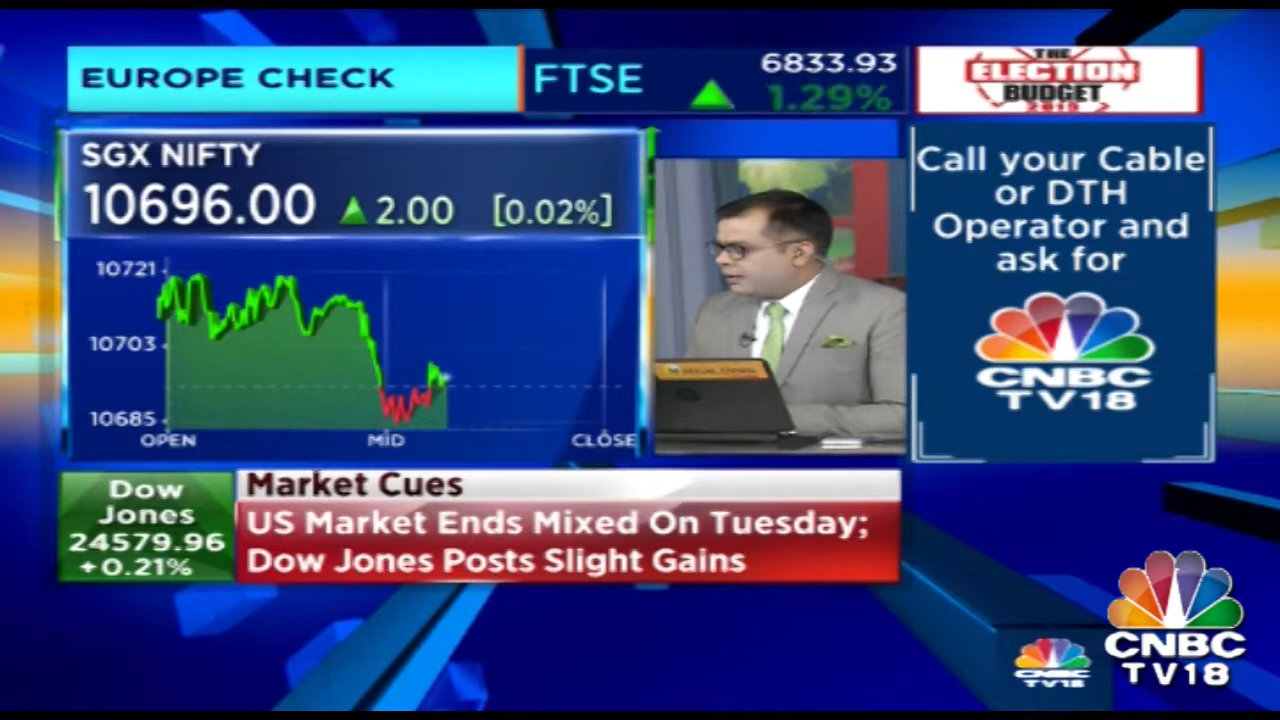 EUROPE CHECK
FTSE
6833.93
1.29%
THE
ELECTION
BUDGET
2019
SGX NIFTY
10696.00 2.00 [0.02%]
10721
10703
10685
OPEN MID CLOSE
Call your Cable
or DTH
Operator and
ask for
CNBC
TV18
Dow
Jones
24579.96
+0.21%
Market Cues
US Market Ends Mixed On Tuesday;
Dow Jones Posts Slight Gains
CNBC
TV18
CNBC
TV18